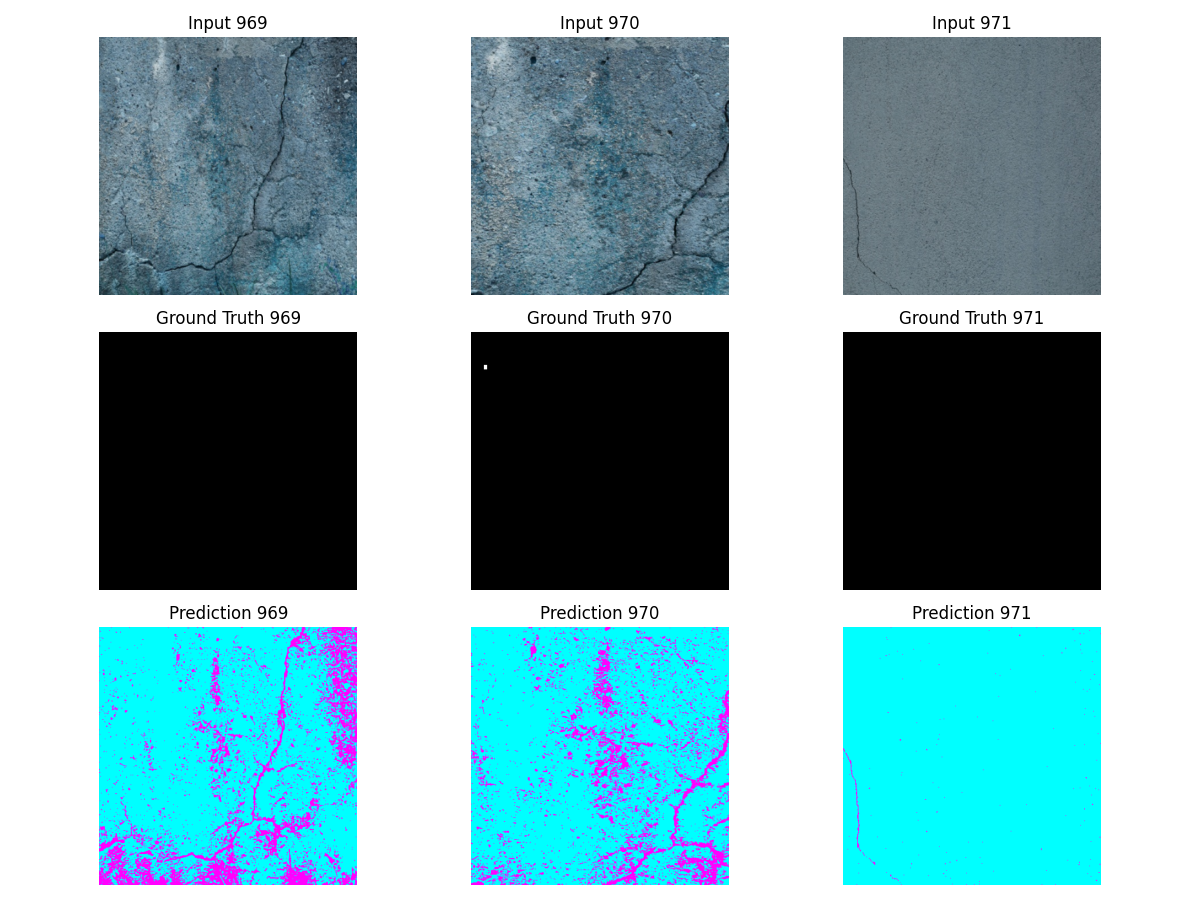 Input 969
Input 970
Input 971
Ground Truth 969
Ground Truth 970
Ground Truth 971
Prediction 969
Prediction 970
Prediction 971